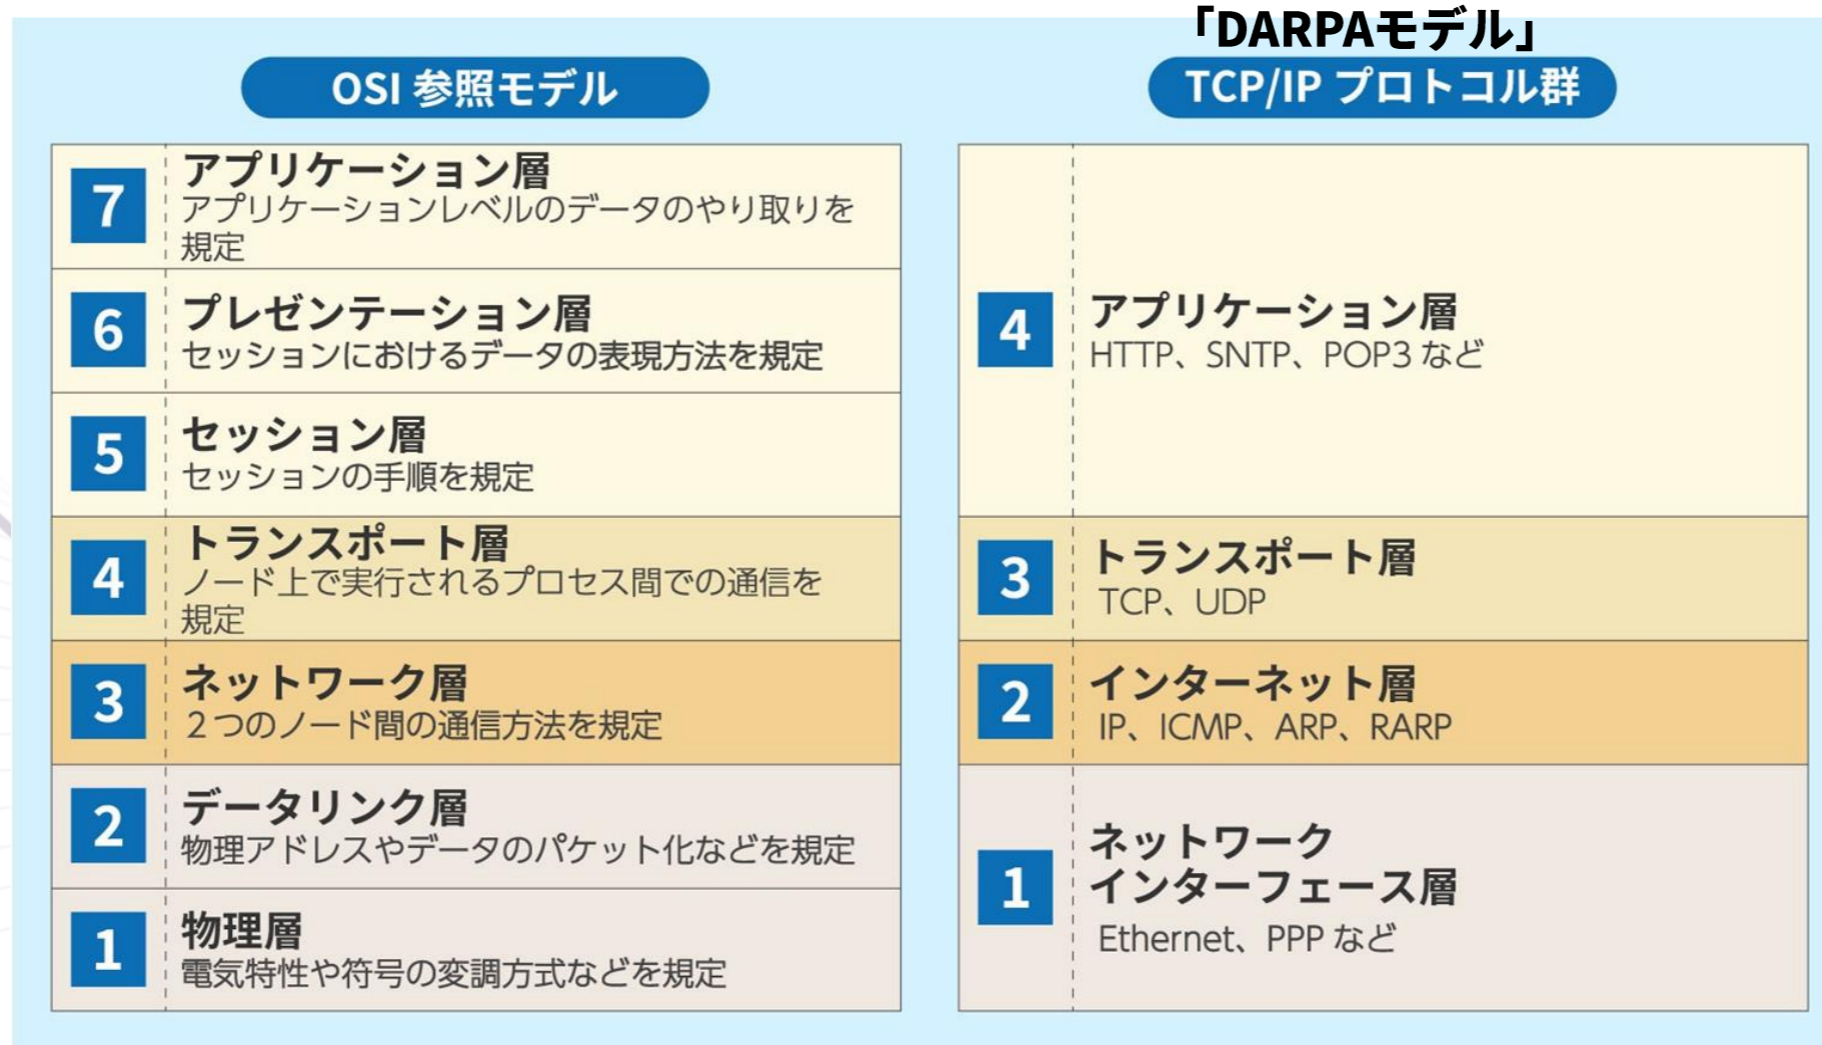 「DARPAモデル」
OSI 参照モデル
TCP/IP プロトコル群
7
アプリケーション層
アプリケーションレベルのデータのやり取りを
規定
6
プレゼンテーション層
セッションにおけるデータの表現方法を規定
5
セッション層
セッションの手順を規定
4
トランスポート層
ノード上で実行されるプロセス間での通信を
規定
3
ネットワーク層
2つのノード間の通信方法を規定
2
データリンク層
物理アドレスやデータのパケット化などを規定
1
物理層
電気特性や符号の変調方式などを規定
4
アプリケーション層
HTTP、SNTP、POP3 など
3
トランスポート層
TCP、UDP
2
インターネット層
IP、ICMP、ARP、RARP
1
ネットワーク
インターフェース層
Ethernet、PPP など